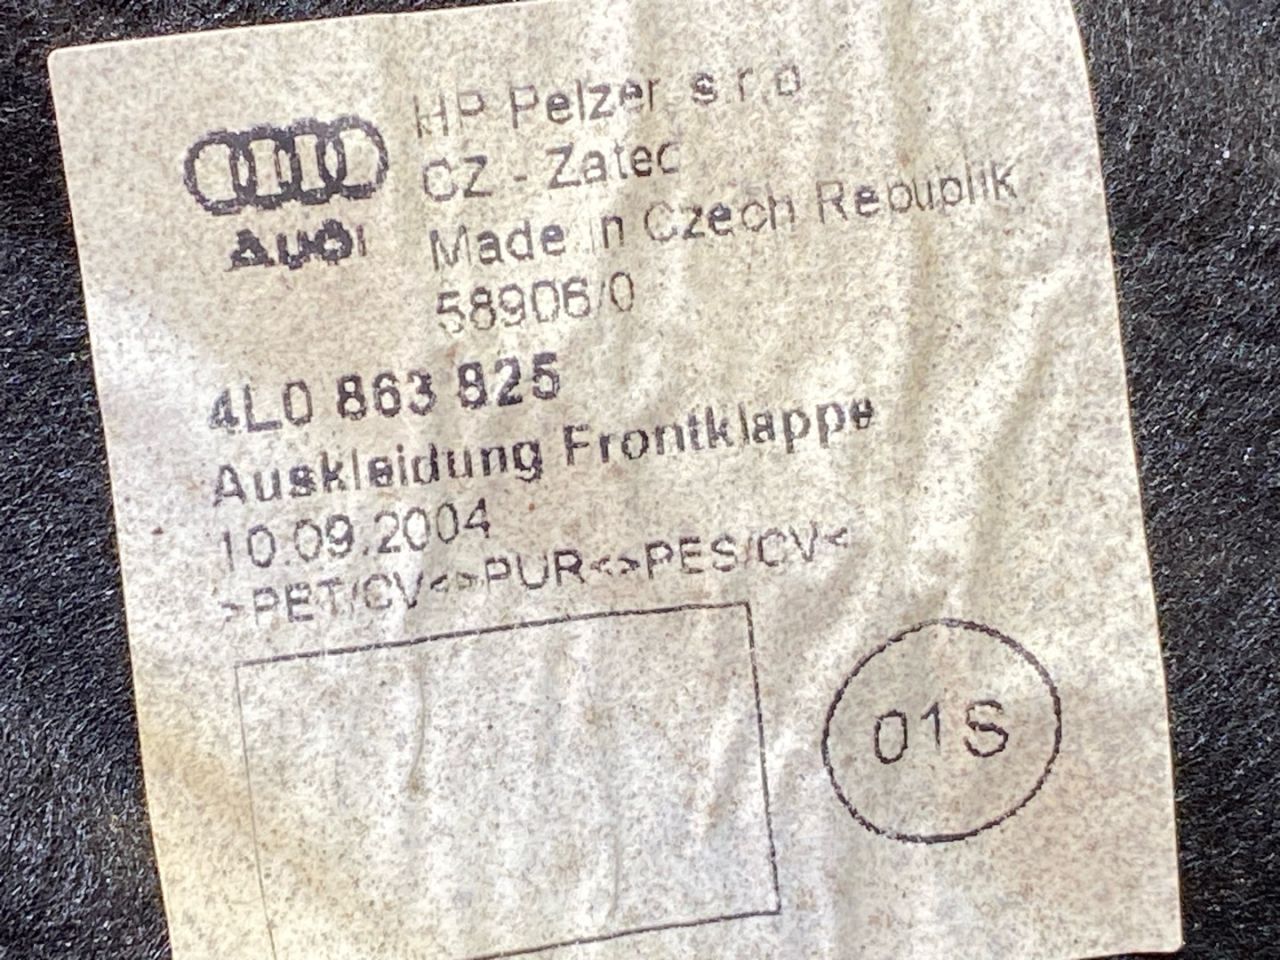 HP Pelzer s.r.o
CZ - Zatec
Audi
Made in Czech Republik
58906/0
4L0 863 825
Auskleidung Frontklappe
10.09.2004
>PET/CV<>PUR<>PES/CV<
01S